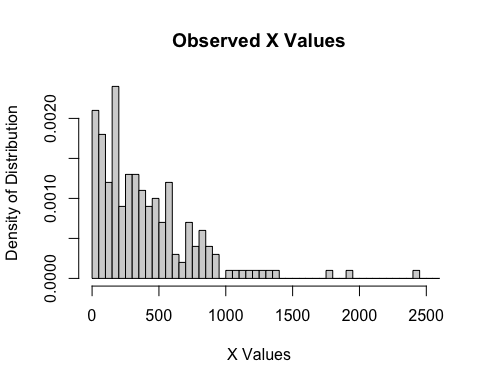 Observed X Values
Density of Distribution
0.0020
0.0010
0.0000
0 500 1000 1500 2000 2500
X Values